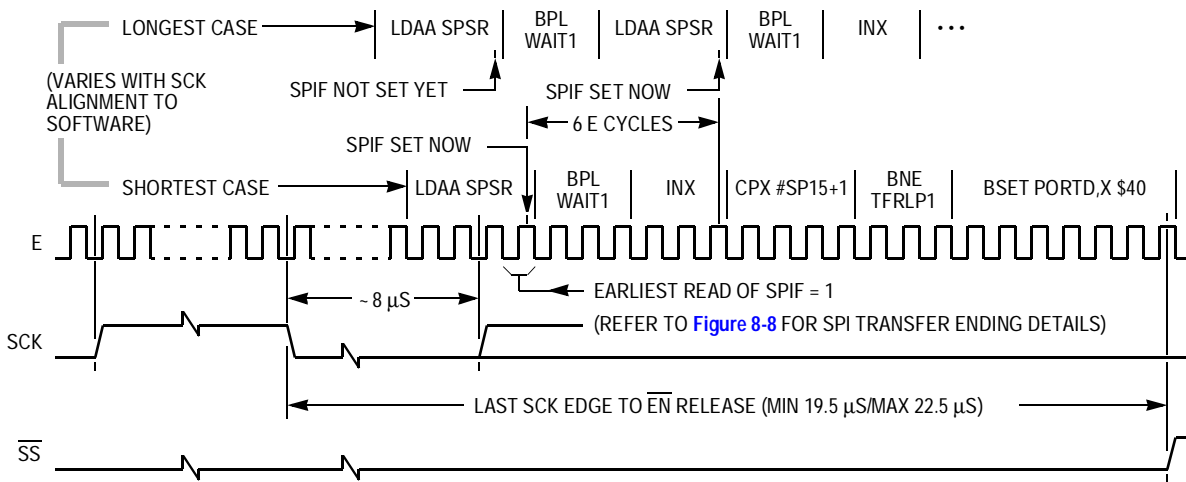 LONGEST CASE
LDAA SPSR
BPL
WAIT1
LDAA SPSR
BPL
WAIT1
INX
• • •
(VARIES WITH SCK
ALIGNMENT TO
SOFTWARE)
SPIF NOT SET YET
SPIF SET NOW
6 E CYCLES
SPIF SET NOW
SHORTEST CASE
LDAA SPSR
BPL
WAIT1
INX
CPX #SP15+1
BNE
TFRLP1
BSET PORTD,X $40
E
~ 8 µS
EARLIEST READ OF SPIF = 1
(REFER TO Figure 8-8 FOR SPI TRANSFER ENDING DETAILS)
SCK
LAST SCK EDGE TO E̅N̅ RELEASE (MIN 19.5 µS/MAX 22.5 µS)
S̅S̅